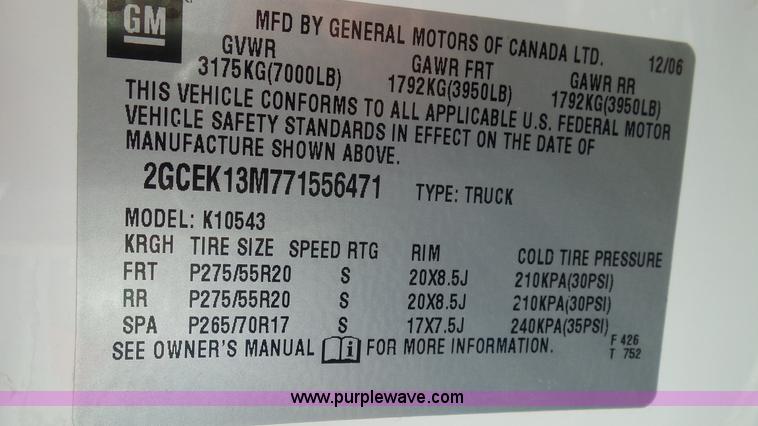 GM
MFD BY GENERAL MOTORS OF CANADA LTD.
12/06
GVWR GAWR FRT GAWR RR
3175KG(7000LB) 1792KG(3950LB) 1792KG(3950LB)
THIS VEHICLE CONFORMS TO ALL APPLICABLE U.S. FEDERAL MOTOR
VEHICLE SAFETY STANDARDS IN EFFECT ON THE DATE OF
MANUFACTURE SHOWN ABOVE.
2GCEK13M771556471 TYPE: TRUCK
MODEL: K10543
KRGH TIRE SIZE SPEED RTG RIM COLD TIRE PRESSURE
FRT P275/55R20 S 20X8.5J 210KPA(30PSI)
RR P275/55R20 S 20X8.5J 210KPA(30PSI)
SPA P265/70R17 S 17X7.5J 240KPA(35PSI)
SEE OWNER'S MANUAL i FOR MORE INFORMATION.
F 426
T 752
www.purplewave.com